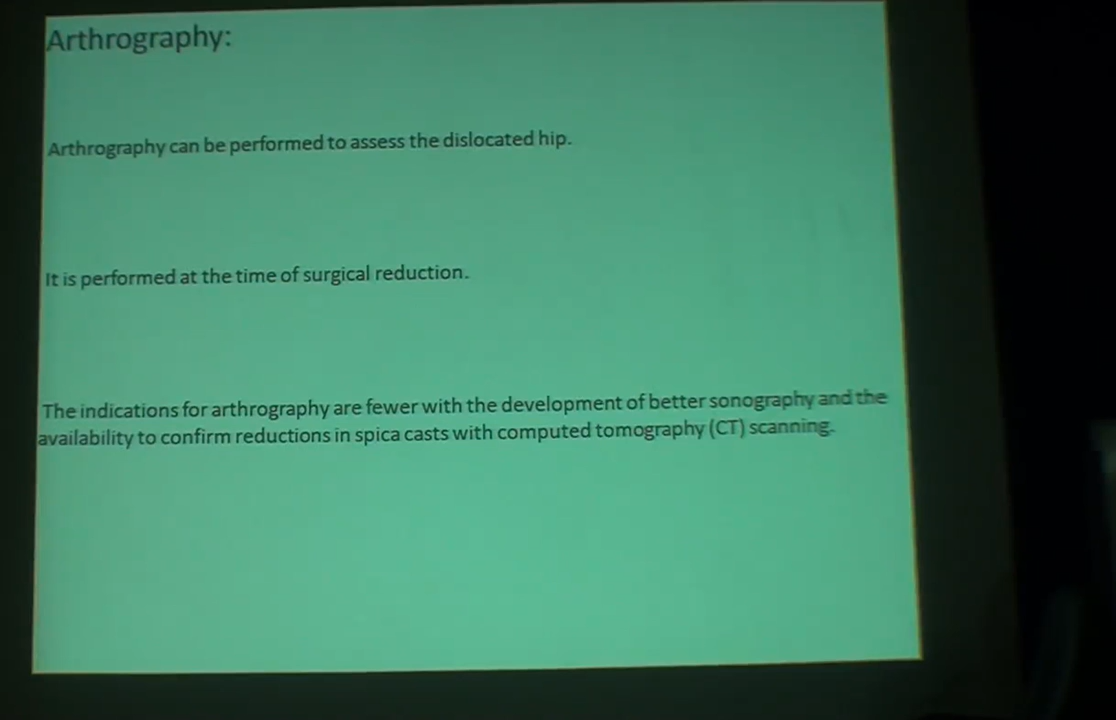 Arthrography:
Arthrography can be performed to assess the dislocated hip.
It is performed at the time of surgical reduction.
The indications for arthrography are fewer with the development of better sonography and the
availability to confirm reductions in spica casts with computed tomography (CT) scanning.